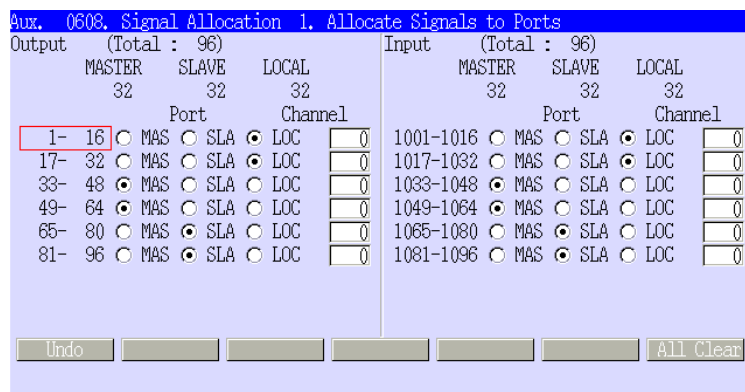 Aux. 0608. Signal Allocation 1. Allocate Signals to Ports
Output (Total : 96) Input (Total : 96)
MASTER SLAVE LOCAL MASTER SLAVE LOCAL
32 32 32 32 32 32
Port Channel Port Channel
1- 16 MAS SLA LOC 0 1001-1016 MAS SLA LOC 0
17- 32 MAS SLA LOC 0 1017-1032 MAS SLA LOC 0
33- 48 MAS SLA LOC 0 1033-1048 MAS SLA LOC 0
49- 64 MAS SLA LOC 0 1049-1064 MAS SLA LOC 0
65- 80 MAS SLA LOC 0 1065-1080 MAS SLA LOC 0
81- 96 MAS SLA LOC 0 1081-1096 MAS SLA LOC 0
Undo All Clear